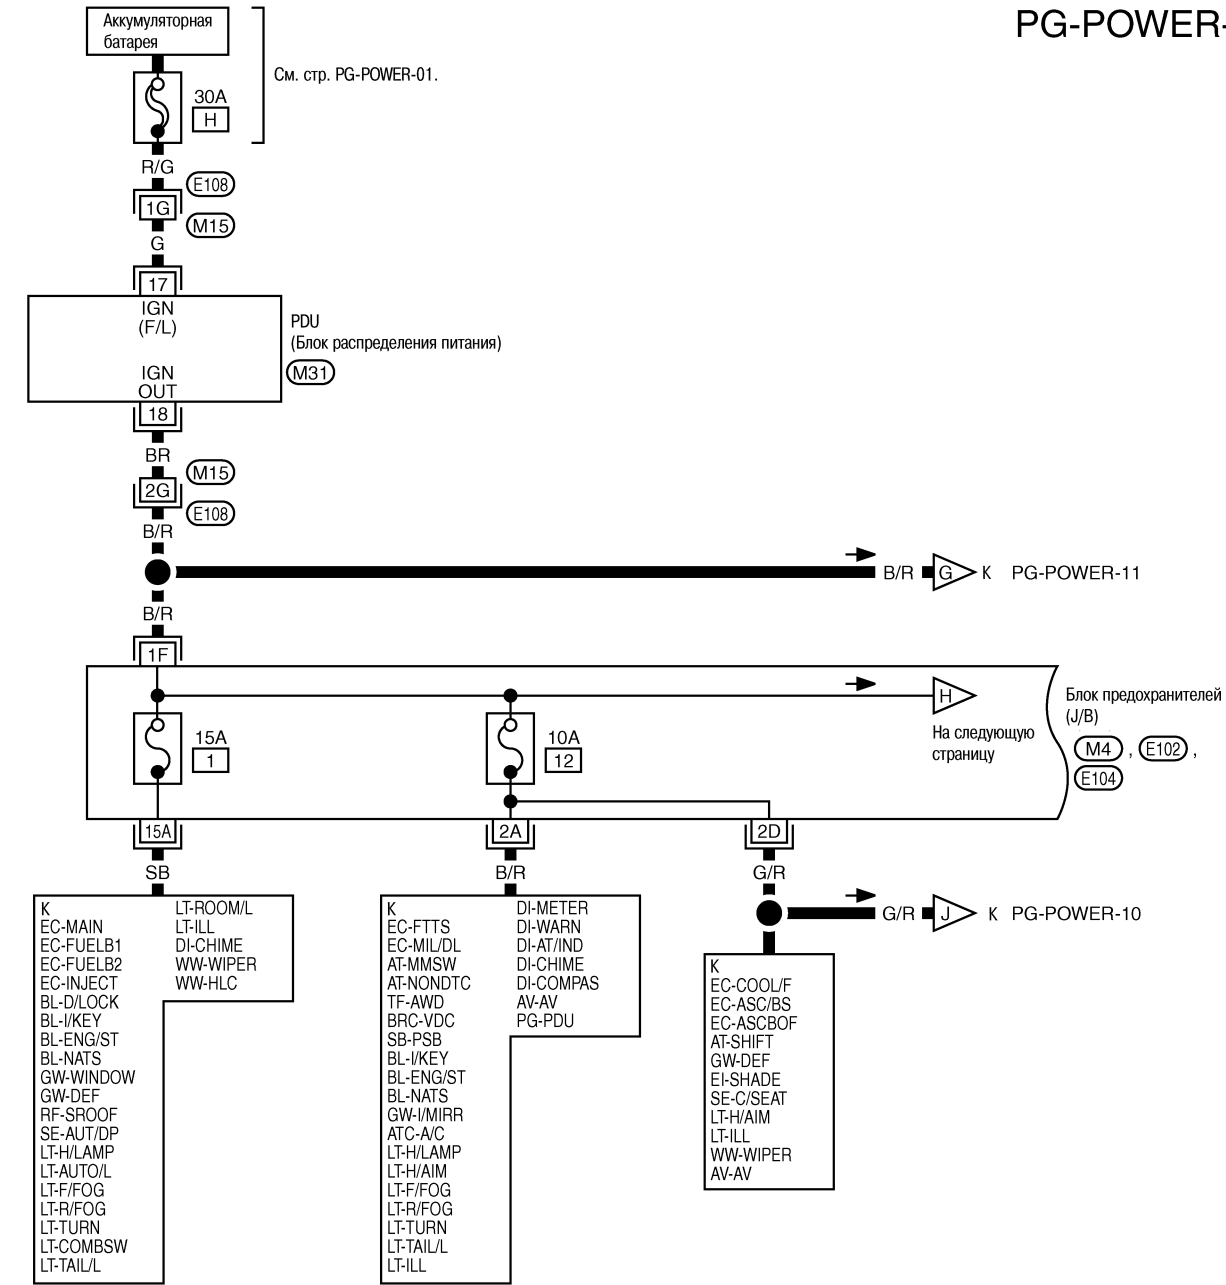 PG-POWER-
Аккумуляторная
батарея
См. стр. PG-POWER-01.
30A
H
R/G
E108
1G
M15
G
17
IGN
(F/L)
PDU
(Блок распределения питания)
M31
IGN
OUT
18
BR
M15
2G
E108
B/R
B/R G K PG-POWER-11
B/R
1F
H
Блок предохранителей
(J/B)
M4 , E102 ,
E104
На следующую
страницу
15A
1
10A
12
15A
2A
2D
SB
B/R
G/R
G/R J K PG-POWER-10
K
EC-MAIN
EC-FUELB1
EC-FUELB2
EC-INJECT
BL-D/LOCK
BL-I/KEY
BL-ENG/ST
BL-NATS
GW-WINDOW
GW-DEF
RF-SROOF
SE-AUT/DP
LT-H/LAMP
LT-AUTO/L
LT-F/FOG
LT-R/FOG
LT-TURN
LT-COMBSW
LT-TAIL/L
LT-ROOM/L
LT-ILL
DI-CHIME
WW-WIPER
WW-HLC
K
EC-FTTS
EC-MIL/DL
AT-MMSW
AT-NONDTC
TF-AWD
BRC-VDC
SB-PSB
BL-I/KEY
BL-ENG/ST
BL-NATS
GW-I/MIRR
ATC-A/C
LT-H/LAMP
LT-H/AIM
LT-F/FOG
LT-R/FOG
LT-TURN
LT-TAIL/L
LT-ILL
DI-METER
DI-WARN
DI-AT/IND
DI-CHIME
DI-COMPAS
AV-AV
PG-PDU
K
EC-COOL/F
EC-ASC/BS
EC-ASCBOF
AT-SHIFT
GW-DEF
EI-SHADE
SE-C/SEAT
LT-H/AIM
LT-ILL
WW-WIPER
AV-AV